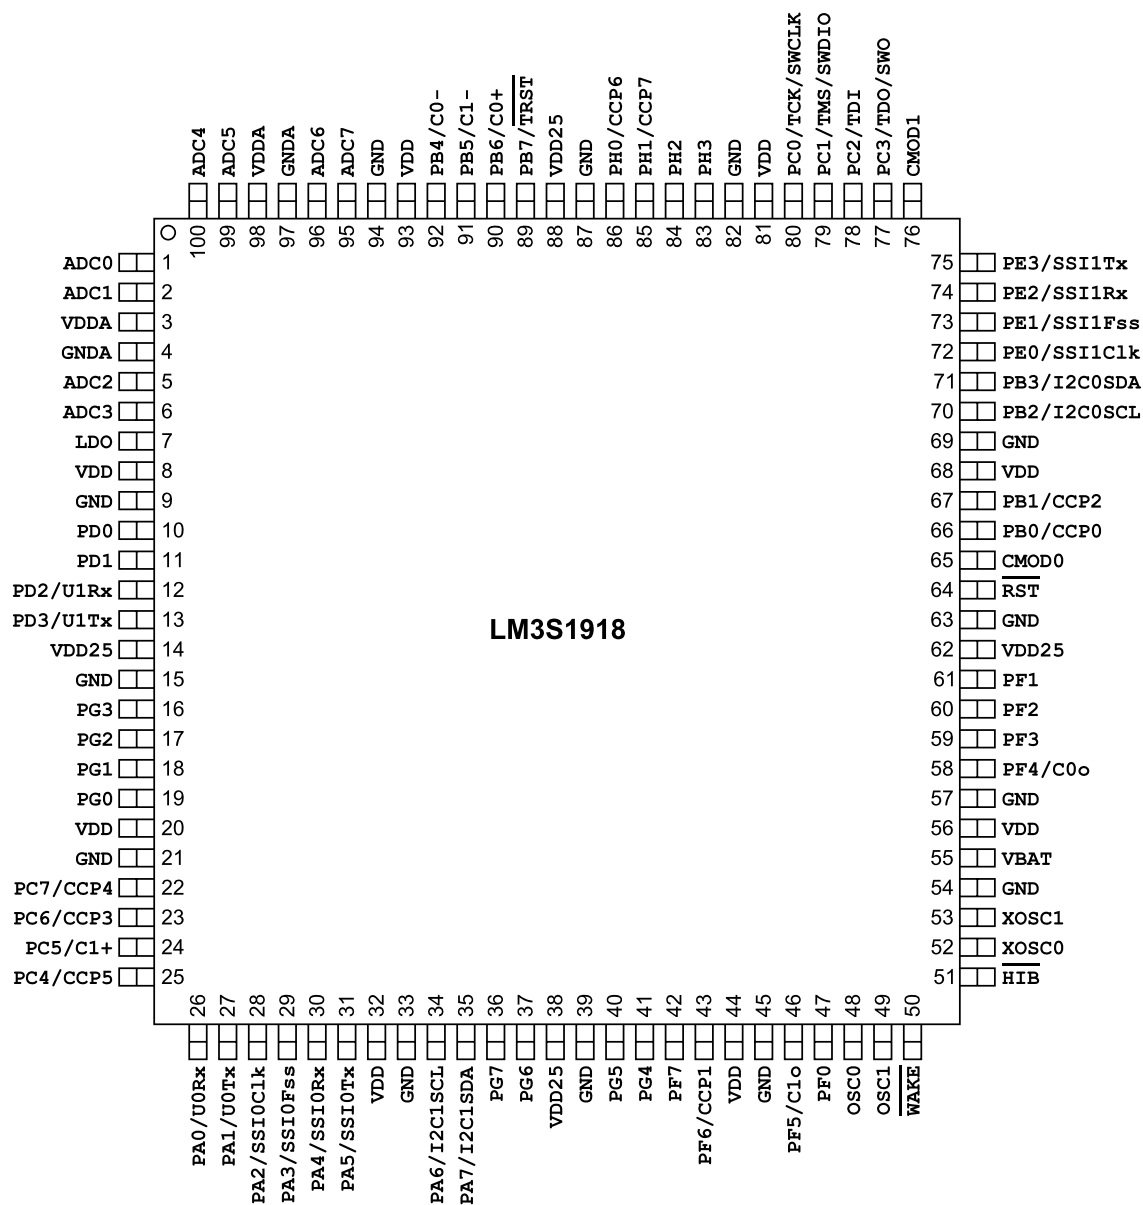 ADC4 ADC5 VDDA GNDA ADC6 ADC7 GND VDD PB4/C0- PB5/C1- PB6/C0+ PB7/TRST VDD25 GND PH0/CCP6 PH1/CCP7 PH2 PH3 GND VDD PC0/TCK/SWCLK PC1/TMS/SWDIO PC2/TDI PC3/TDO/SWO CMOD1
100 99 98 97 96 95 94 93 92 91 90 89 88 87 86 85 84 83 82 81 80 79 78 77 76
ADC0 1 75 PE3/SSI1Tx
ADC1 2 74 PE2/SSI1Rx
VDDA 3 73 PE1/SSI1Fss
GNDA 4 72 PE0/SSI1Clk
ADC2 5 71 PB3/I2C0SDA
ADC3 6 70 PB2/I2C0SCL
LDO 7 69 GND
VDD 8 68 VDD
GND 9 67 PB1/CCP2
PD0 10 66 PB0/CCP0
PD1 11 65 CMOD0
PD2/U1Rx 12 64 RST
PD3/U1Tx 13 63 GND
LM3S1918
VDD25 14 62 VDD25
GND 15 61 PF1
PG3 16 60 PF2
PG2 17 59 PF3
PG1 18 58 PF4/C0o
PG0 19 57 GND
VDD 20 56 VDD
GND 21 55 VBAT
PC7/CCP4 22 54 GND
PC6/CCP3 23 53 XOSC1
PC5/C1+ 24 52 XOSC0
PC4/CCP5 25 51 HIB
26 27 28 29 30 31 32 33 34 35 36 37 38 39 40 41 42 43 44 45 46 47 48 49 50
PA0/U0Rx PA1/U0Tx PA2/SSI0Clk PA3/SSI0Fss PA4/SSI0Rx PA5/SSI0Tx VDD GND PA6/I2C1SCL PA7/I2C1SDA PG7 PG6 VDD25 GND PG5 PG4 PF7 PF6/CCP1 VDD GND PF5/C1o PF0 OSC0 OSC1 WAKE